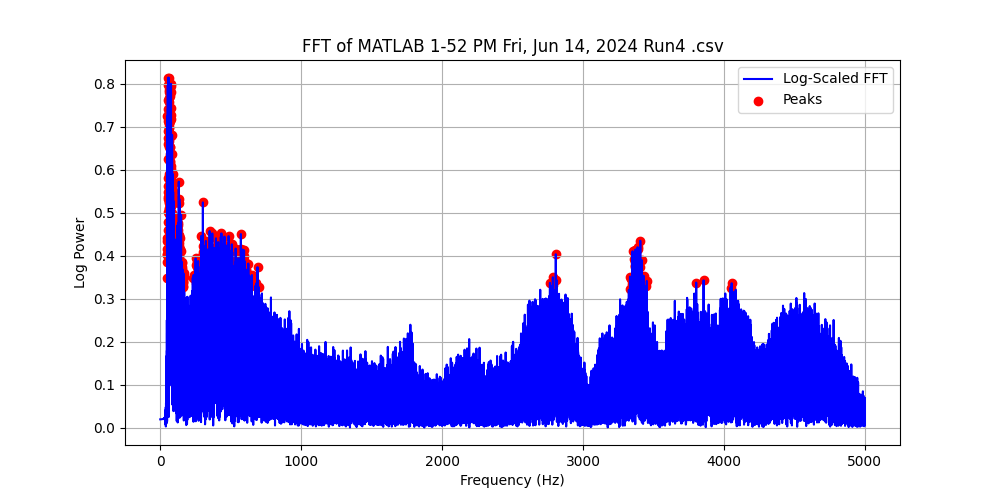 FFT of MATLAB 1-52 PM Fri, Jun 14, 2024 Run4 .csv
Log-Scaled FFT
Peaks
Log Power
0.8
0.7
0.6
0.5
0.4
0.3
0.2
0.1
0.0
0 1000 2000 3000 4000 5000
Frequency (Hz)